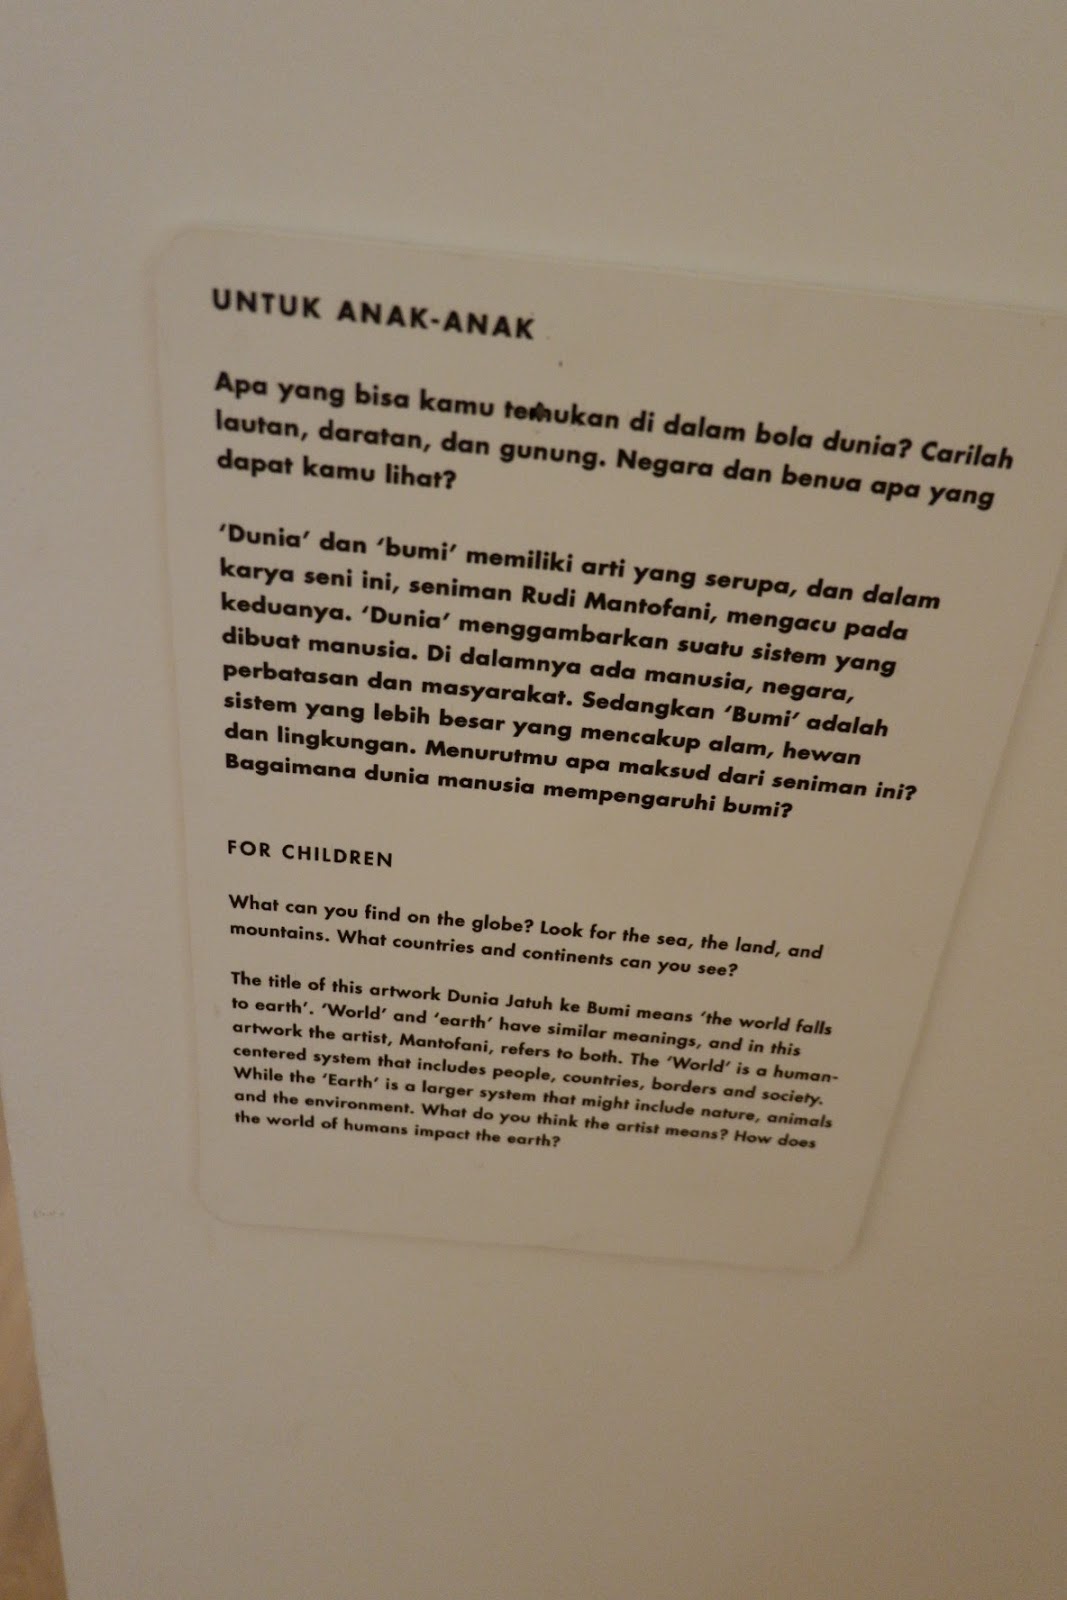 UNTUK ANAK-ANAK
Apa yang bisa kamu temukan di dalam bola dunia? Carilah
lautan, daratan, dan gunung. Negara dan benua apa yang
dapat kamu lihat?
‘Dunia’ dan ‘bumi’ memiliki arti yang serupa, dan dalam
karya seni ini, seniman Rudi Mantofani, mengacu pada
keduanya. ‘Dunia’ menggambarkan suatu sistem yang
dibuat manusia. Di dalamnya ada manusia, negara,
perbatasan dan masyarakat. Sedangkan ‘Bumi’ adalah
sistem yang lebih besar yang mencakup alam, hewan
dan lingkungan. Menurutmu apa maksud dari seniman ini?
Bagaimana dunia manusia mempengaruhi bumi?
FOR CHILDREN
What can you find on the globe? Look for the sea, the land, and
mountains. What countries and continents can you see?
The title of this artwork Dunia Jatuh ke Bumi means ‘the world falls
to earth’. ‘World’ and ‘earth’ have similar meanings, and in this
artwork the artist, Mantofani, refers to both. The ‘World’ is a human-
centered system that includes people, countries, borders and society.
While the ‘Earth’ is a larger system that might include nature, animals
and the environment. What do you think the artist means? How does
the world of humans impact the earth?